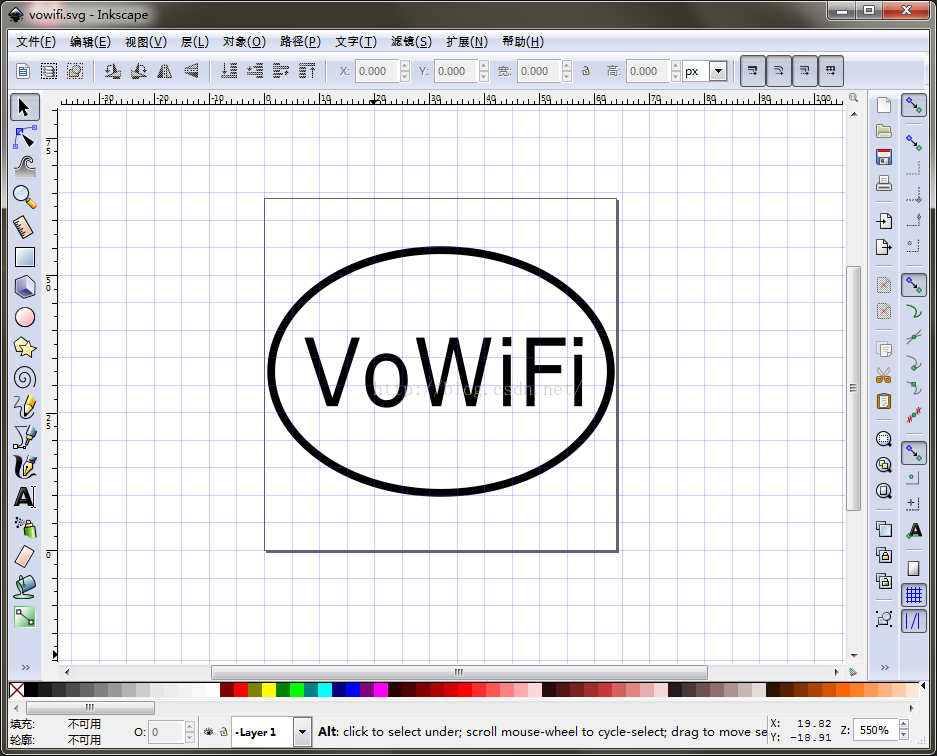 vowifi.svg - Inkscape
文件(F) 编辑(E) 视图(V) 层(L) 对象(O) 路径(P) 文字(T) 滤镜(S) 扩展(N) 帮助(H)
X: 0.000 Y: 0.000 宽: 0.000 高: 0.000 px
-30 -20 -10 0 10 20 30 40 50 60 70 80 90 100
75
50
VoWiFi
http://blog.csdn.net/
25
0
填充: 不可用 O: 0 Layer 1 Alt: click to select under; scroll mouse-wheel to cycle-select; drag to move se X: 19.82 Z: 550%
轮廓: 不可用 Y: -18.91